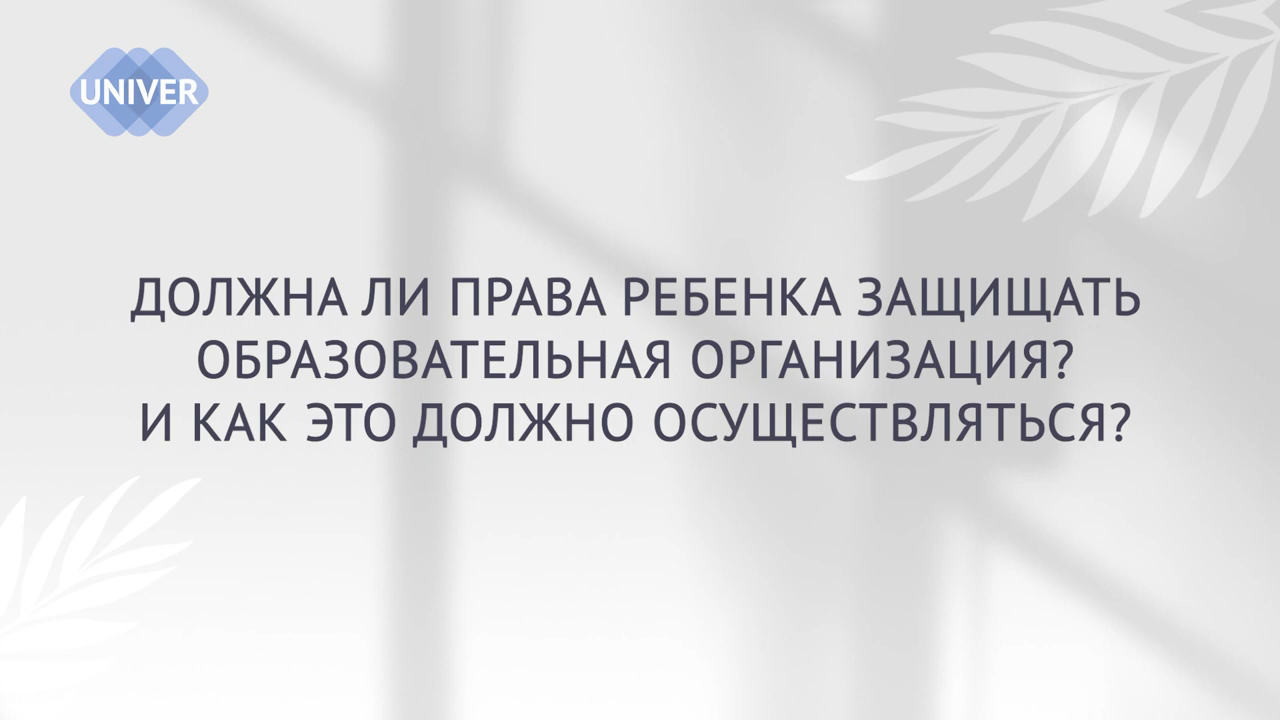 UNIVER
ДОЛЖНА ЛИ ПРАВА РЕБЕНКА ЗАЩИЩАТЬ
ОБРАЗОВАТЕЛЬНАЯ ОРГАНИЗАЦИЯ?
И КАК ЭТО ДОЛЖНО ОСУЩЕСТВЛЯТЬСЯ?